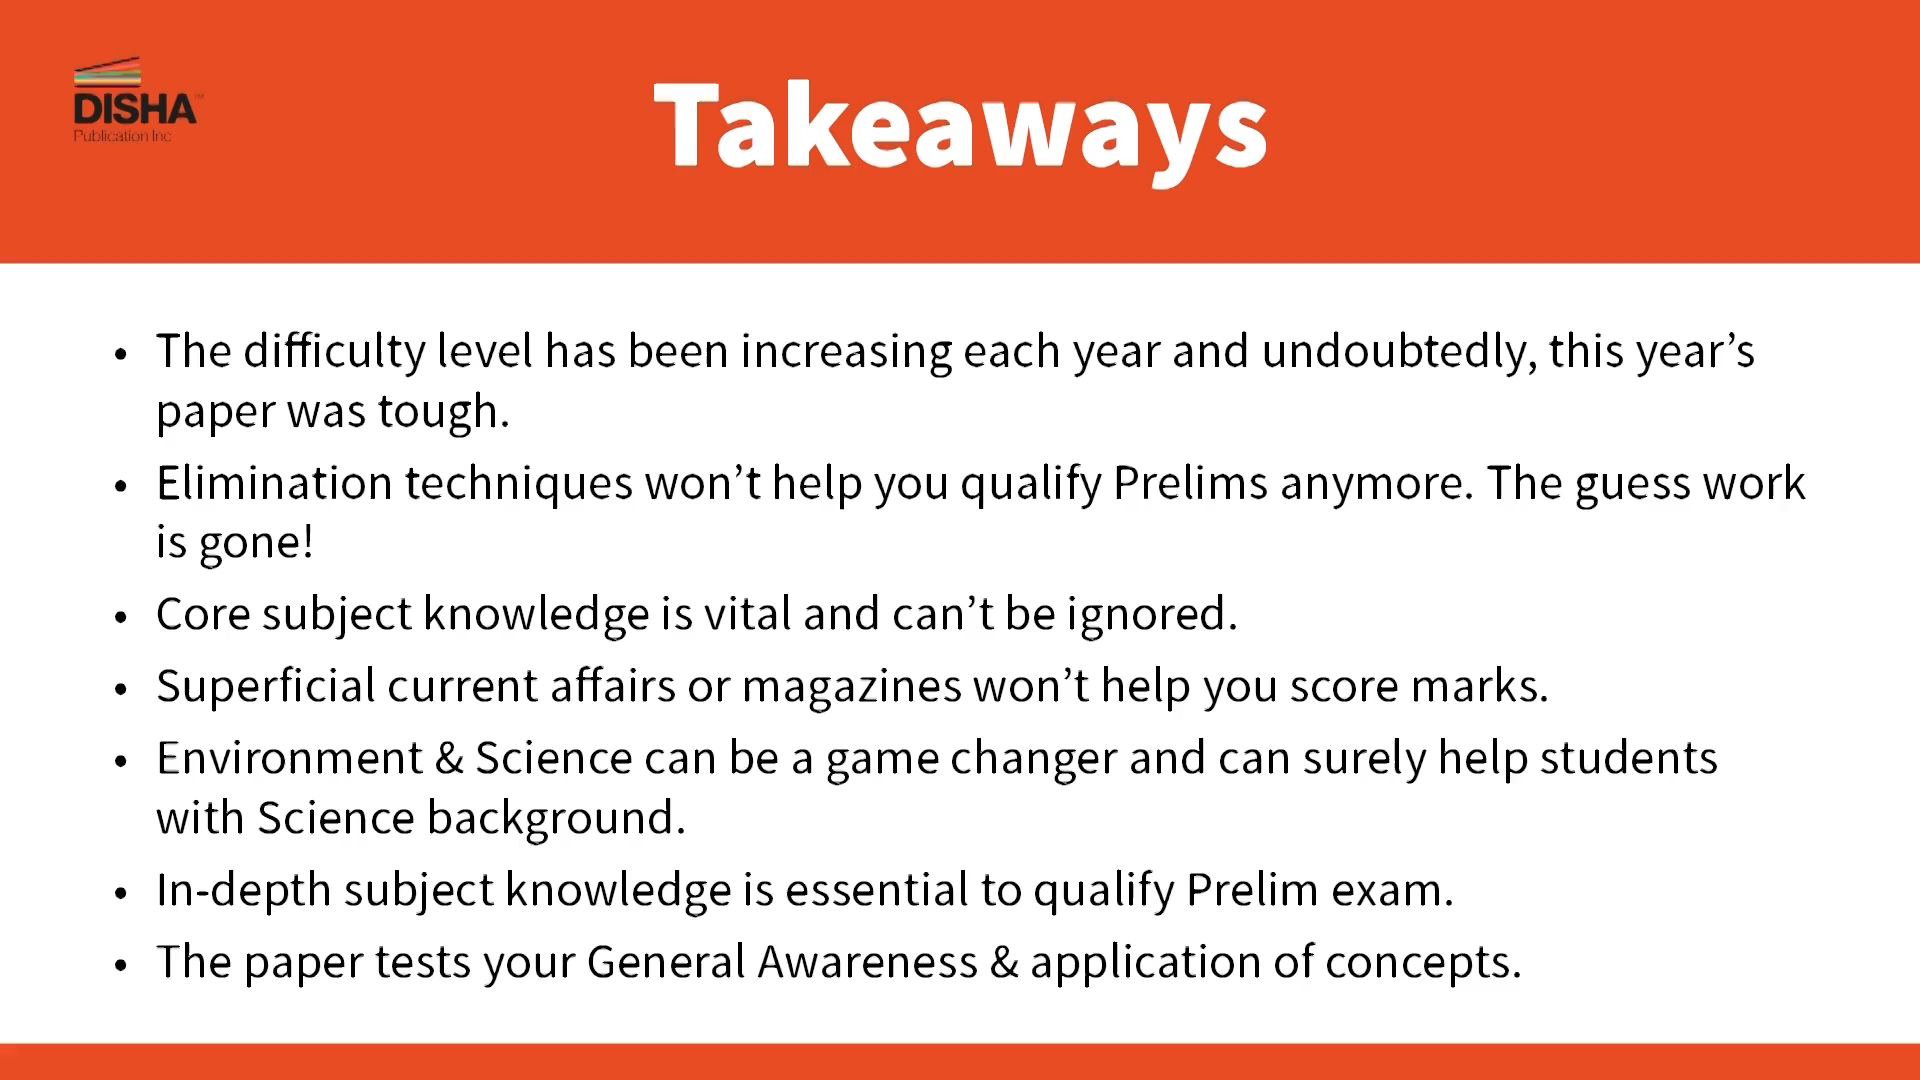 DISHA™
Publication Inc
Takeaways
• The difficulty level has been increasing each year and undoubtedly, this year’s
paper was tough.
• Elimination techniques won’t help you qualify Prelims anymore. The guess work
is gone!
• Core subject knowledge is vital and can’t be ignored.
• Superficial current affairs or magazines won’t help you score marks.
• Environment & Science can be a game changer and can surely help students
with Science background.
• In-depth subject knowledge is essential to qualify Prelim exam.
• The paper tests your General Awareness & application of concepts.